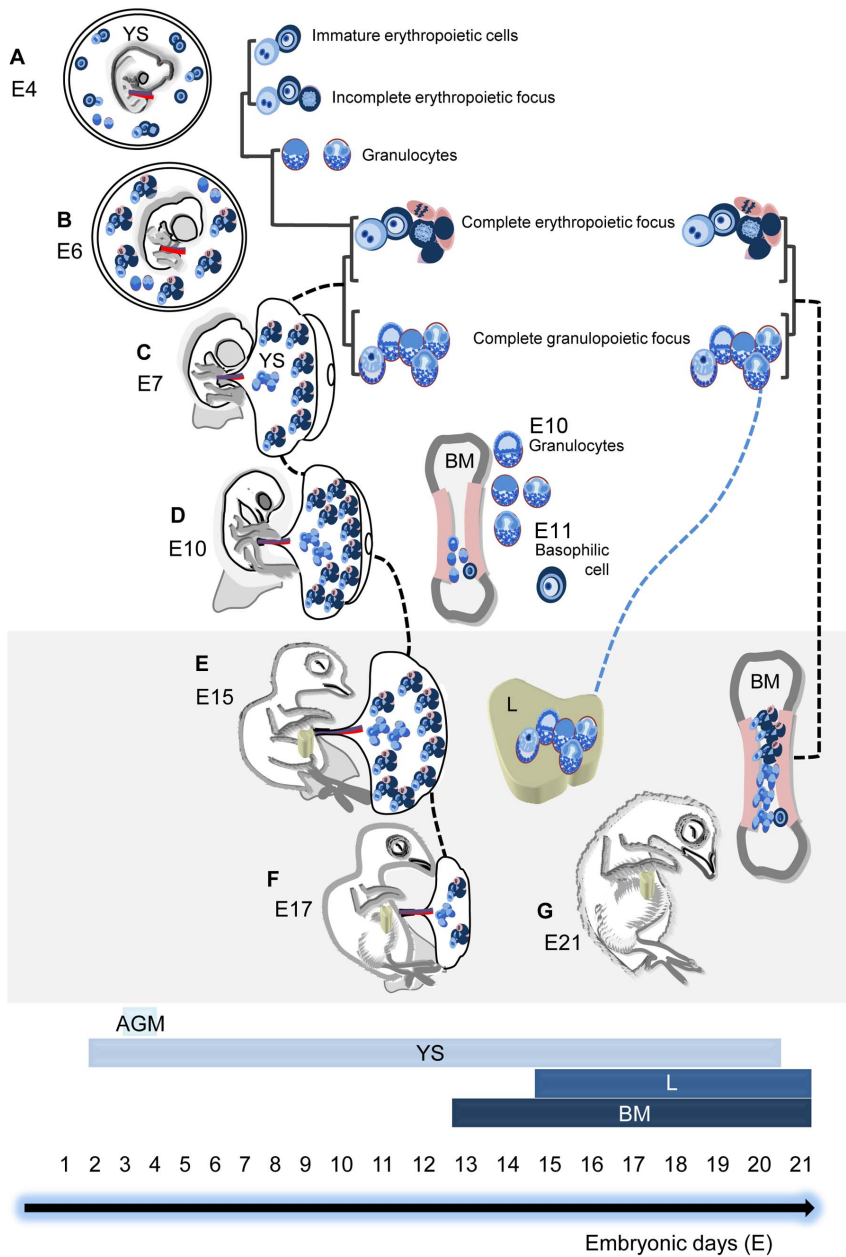 A
E4
YS
Immature erythropoietic cells
Incomplete erythropoietic focus
Granulocytes
B
E6
Complete erythropoietic focus
C
E7
YS
Complete granulopoietic focus
D
E10
BM
E10
Granulocytes
E11
Basophilic
cell
E
E15
L
BM
F
E17
G
E21
AGM
YS
L
BM
1 2 3 4 5 6 7 8 9 10 11 12 13 14 15 16 17 18 19 20 21
Embryonic days (E)